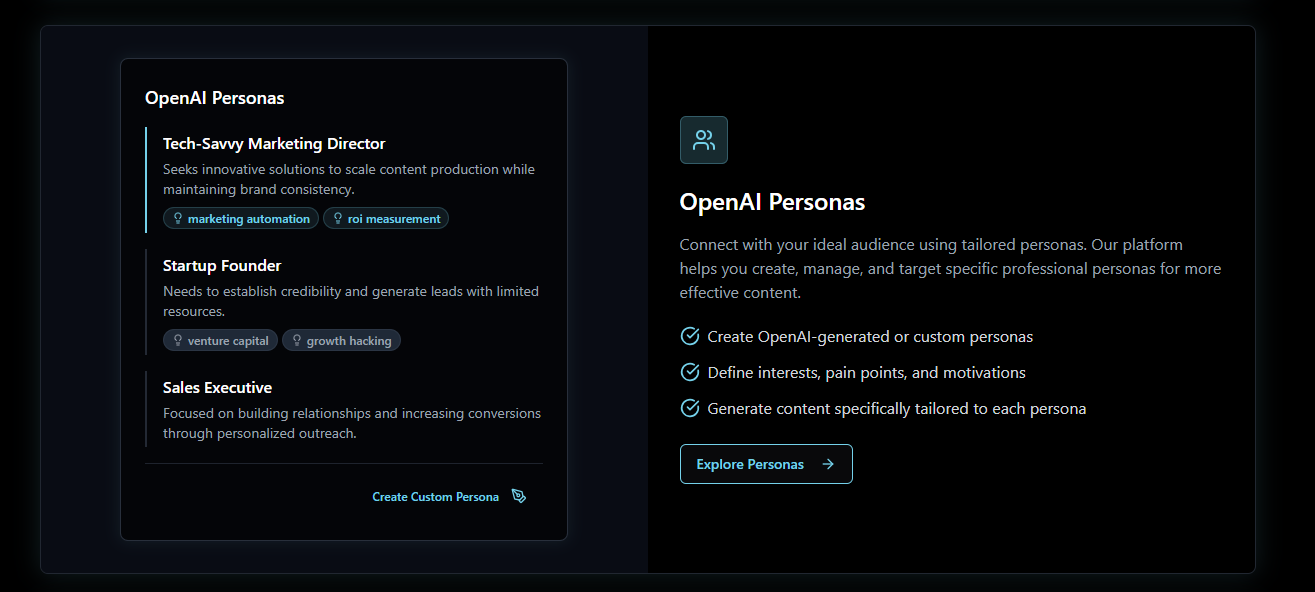 OpenAI Personas
Tech-Savvy Marketing Director
Seeks innovative solutions to scale content production while
maintaining brand consistency.
marketing automation
roi measurement
Startup Founder
Needs to establish credibility and generate leads with limited
resources.
venture capital
growth hacking
Sales Executive
Focused on building relationships and increasing conversions
through personalized outreach.
Create Custom Persona
OpenAI Personas
Connect with your ideal audience using tailored personas. Our platform
helps you create, manage, and target specific professional personas for more
effective content.
Create OpenAI-generated or custom personas
Define interests, pain points, and motivations
Generate content specifically tailored to each persona
Explore Personas